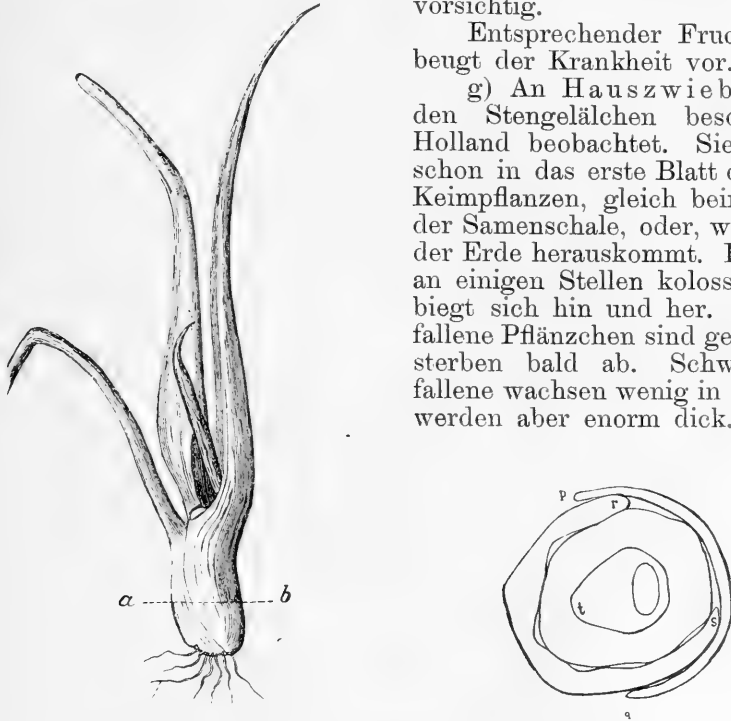 vorsichtig.
Entsprechender Fruc
beugt der Krankheit vor.
g) An Hauszwieb
den Stengelälchen besc
Holland beobachtet. Sie
schon in das erste Blatt
Keimpflanzen, gleich bei
der Samenschale, oder, w
der Erde herauskommt.
an einigen Stellen koloss
biegt sich hin und her.
fallene Pflänzchen sind ge
sterben bald ab. Schw
fallene wachsen wenig in
werden aber enorm dick.
p
r
a
b
t
s
q